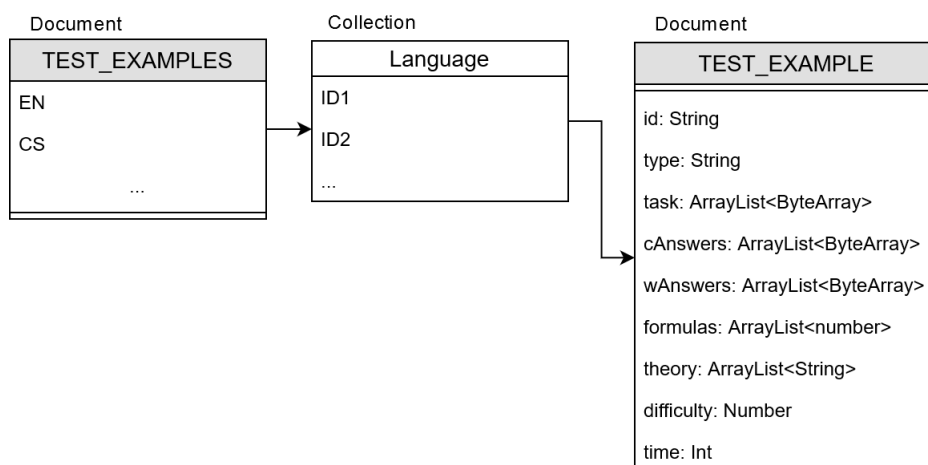 Document
TEST_EXAMPLES
EN
CS
...
Collection
Language
ID1
ID2
...
Document
TEST_EXAMPLE
id: String
type: String
task: ArrayList<ByteArray>
cAnswers: ArrayList<ByteArray>
wAnswers: ArrayList<ByteArray>
formulas: ArrayList<number>
theory: ArrayList<String>
difficulty: Number
time: Int